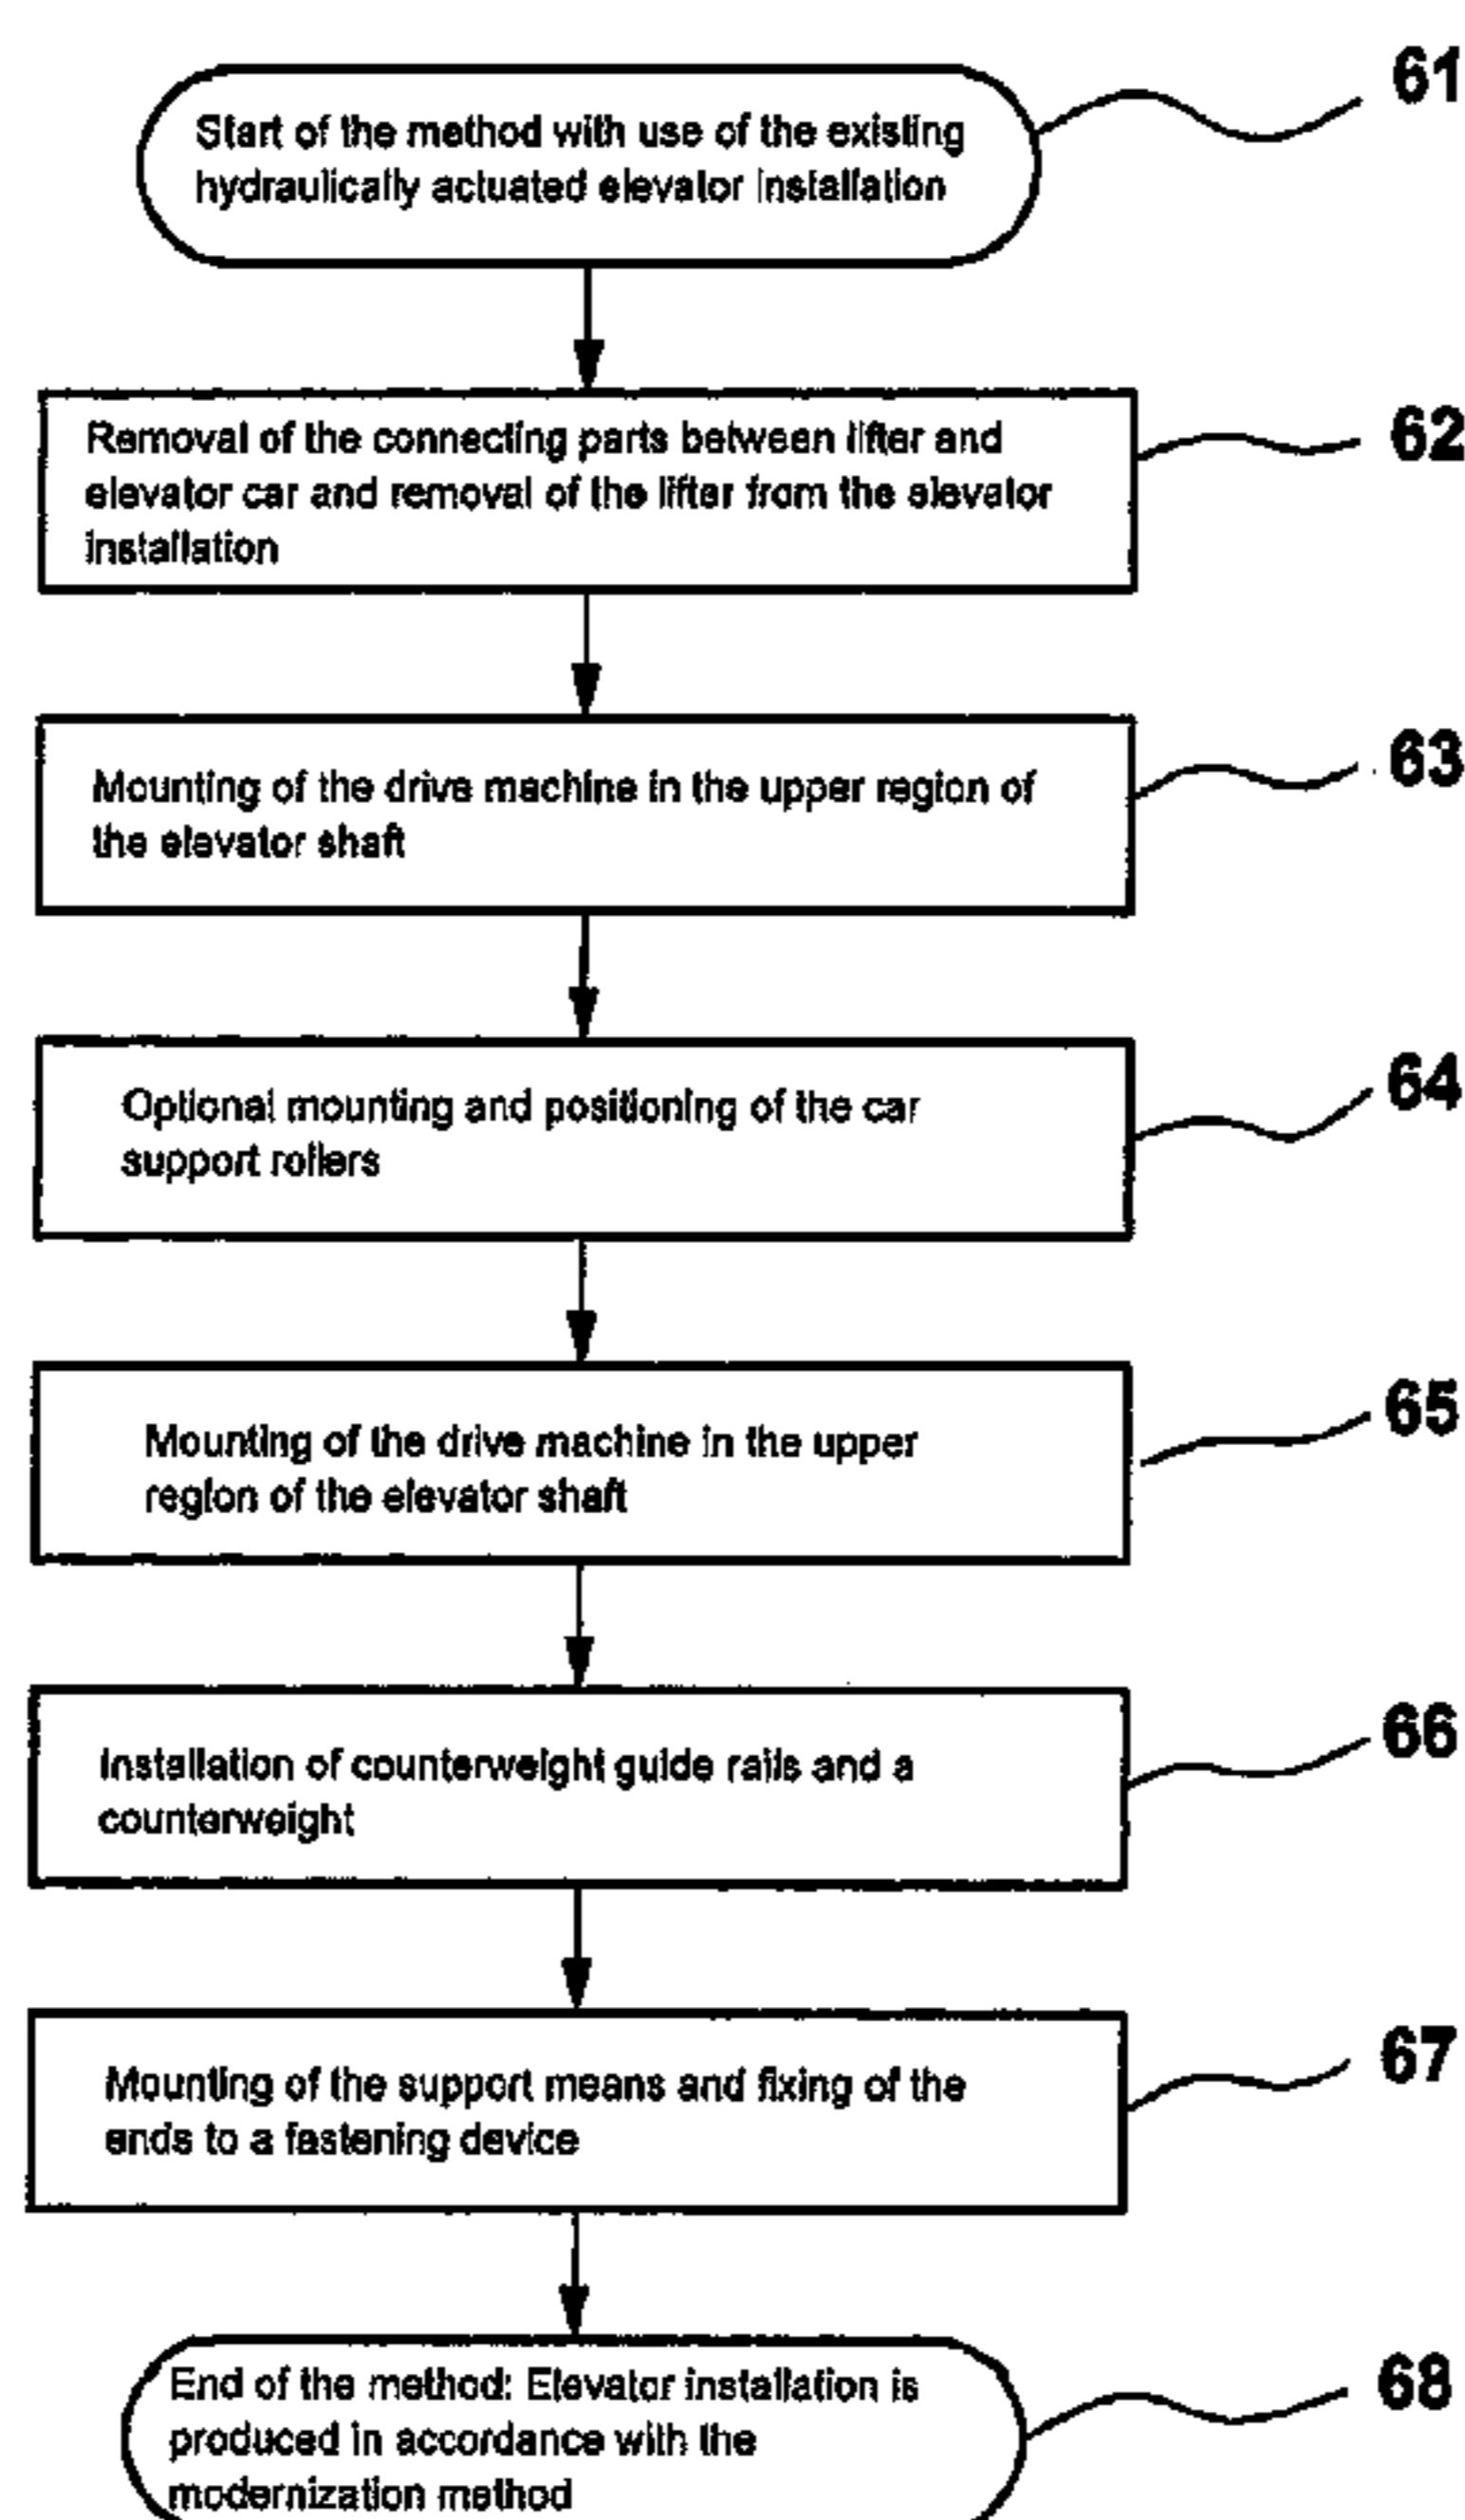 61
Start of the method with use of the existing
hydraulically actuated elevator installation
62
Removal of the connecting parts between lifter and
elevator car and removal of the lifter from the elevator
installation
63
Mounting of the drive machine in the upper region of
the elevator shaft
64
Optional mounting and positioning of the car
support rollers
65
Mounting of the drive machine in the upper
region of the elevator shaft
66
Installation of counterweight guide rails and a
counterweight
67
Mounting of the support means and fixing of the
ends to a fastening device
68
End of the method: Elevator installation is
produced in accordance with the
modernization method